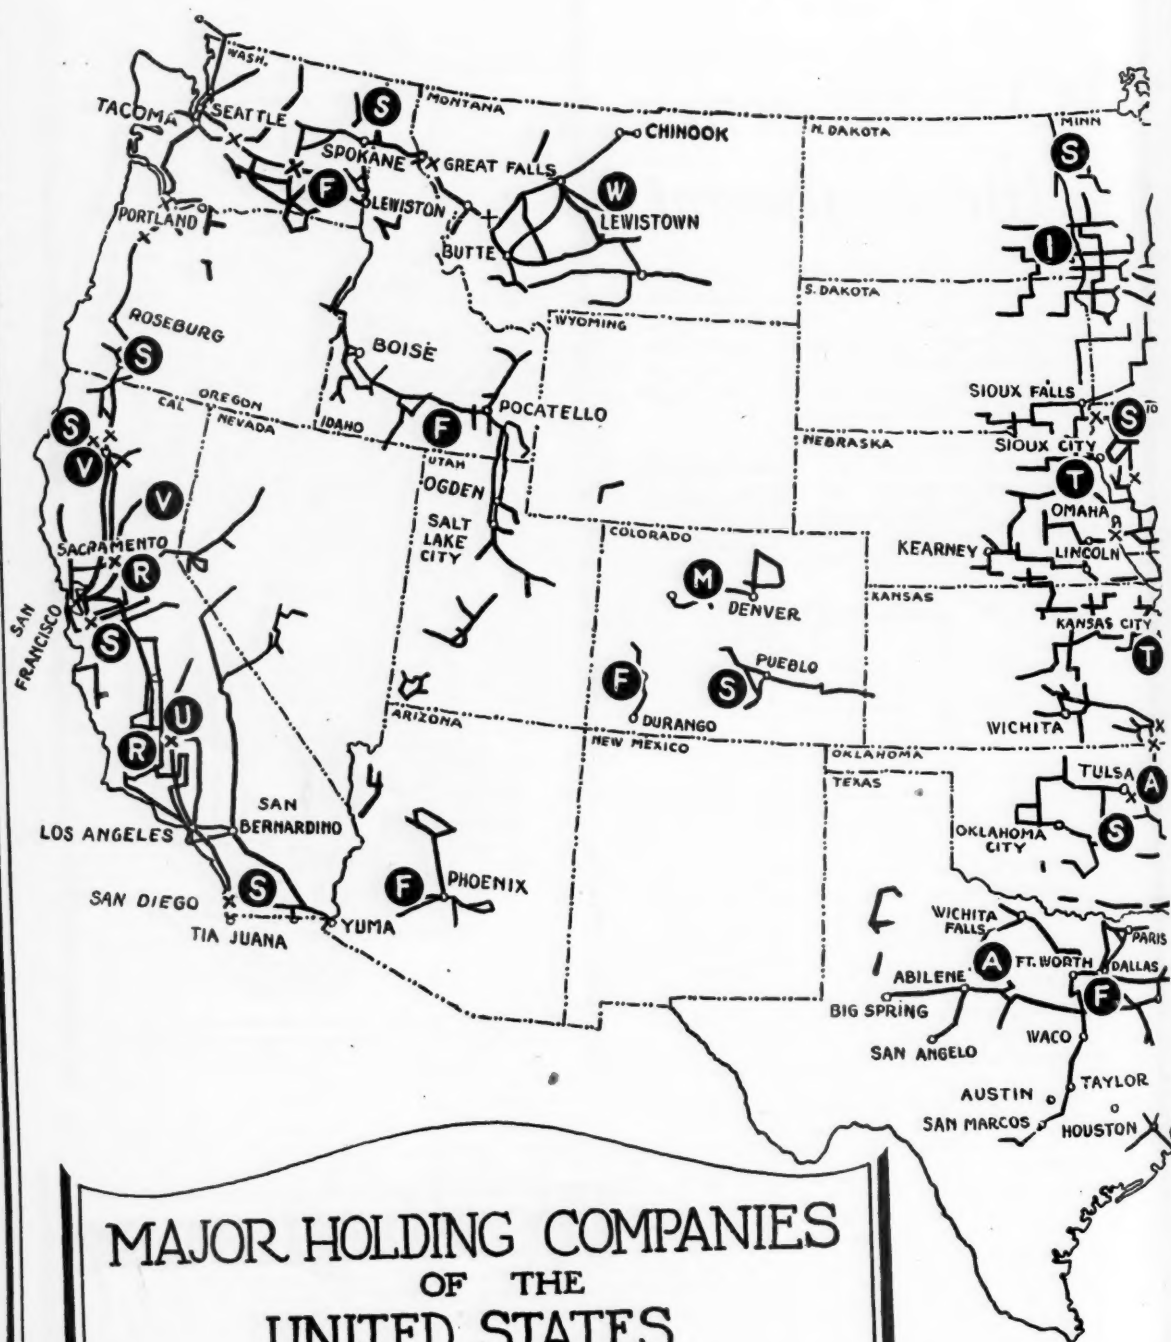 WASH.
S
MONTANA
TACOMA
SEATTLE
CHINOOK
N. DAKOTA
MINN
S
SPOKANE
GREAT FALLS
F
LEWISTON
W
LEWISTOWN
PORTLAND
BUTTE
I
S. DAKOTA
ROSEBURG
WYOMING
S
BOISE
SIOUX FALLS
OREGON
CAL
NEVADA
IDAHO
POCATELLO
S
IO
S
F
NEBRASKA
SIOUX CITY
V
UTAH
OGDEN
T
V
OMAHA
SALT
LAKE
CITY
COLORADO
SACRAMENTO
KEARNEY
LINCOLN
R
M
DENVER
KANSAS
SAN
FRANCISCO
S
KANSAS CITY
T
F
S
PUEBLO
U
ARIZONA
DURANGO
WICHITA
R
NEW MEXICO
OKLAHOMA
TEXAS
TULSA
A
SAN
BERNARDINO
LOS ANGELES
OKLAHOMA
CITY
S
S
F
PHOENIX
SAN DIEGO
YUMA
TIA JUANA
WICHITA
FALLS
PARIS
A
FT. WORTH
DALLAS
ABILENE
F
BIG SPRING
WACO
SAN ANGELO
AUSTIN
TAYLOR
SAN MARCOS
HOUSTON
MAJOR HOLDING COMPANIES
OF THE
UNITED STATES